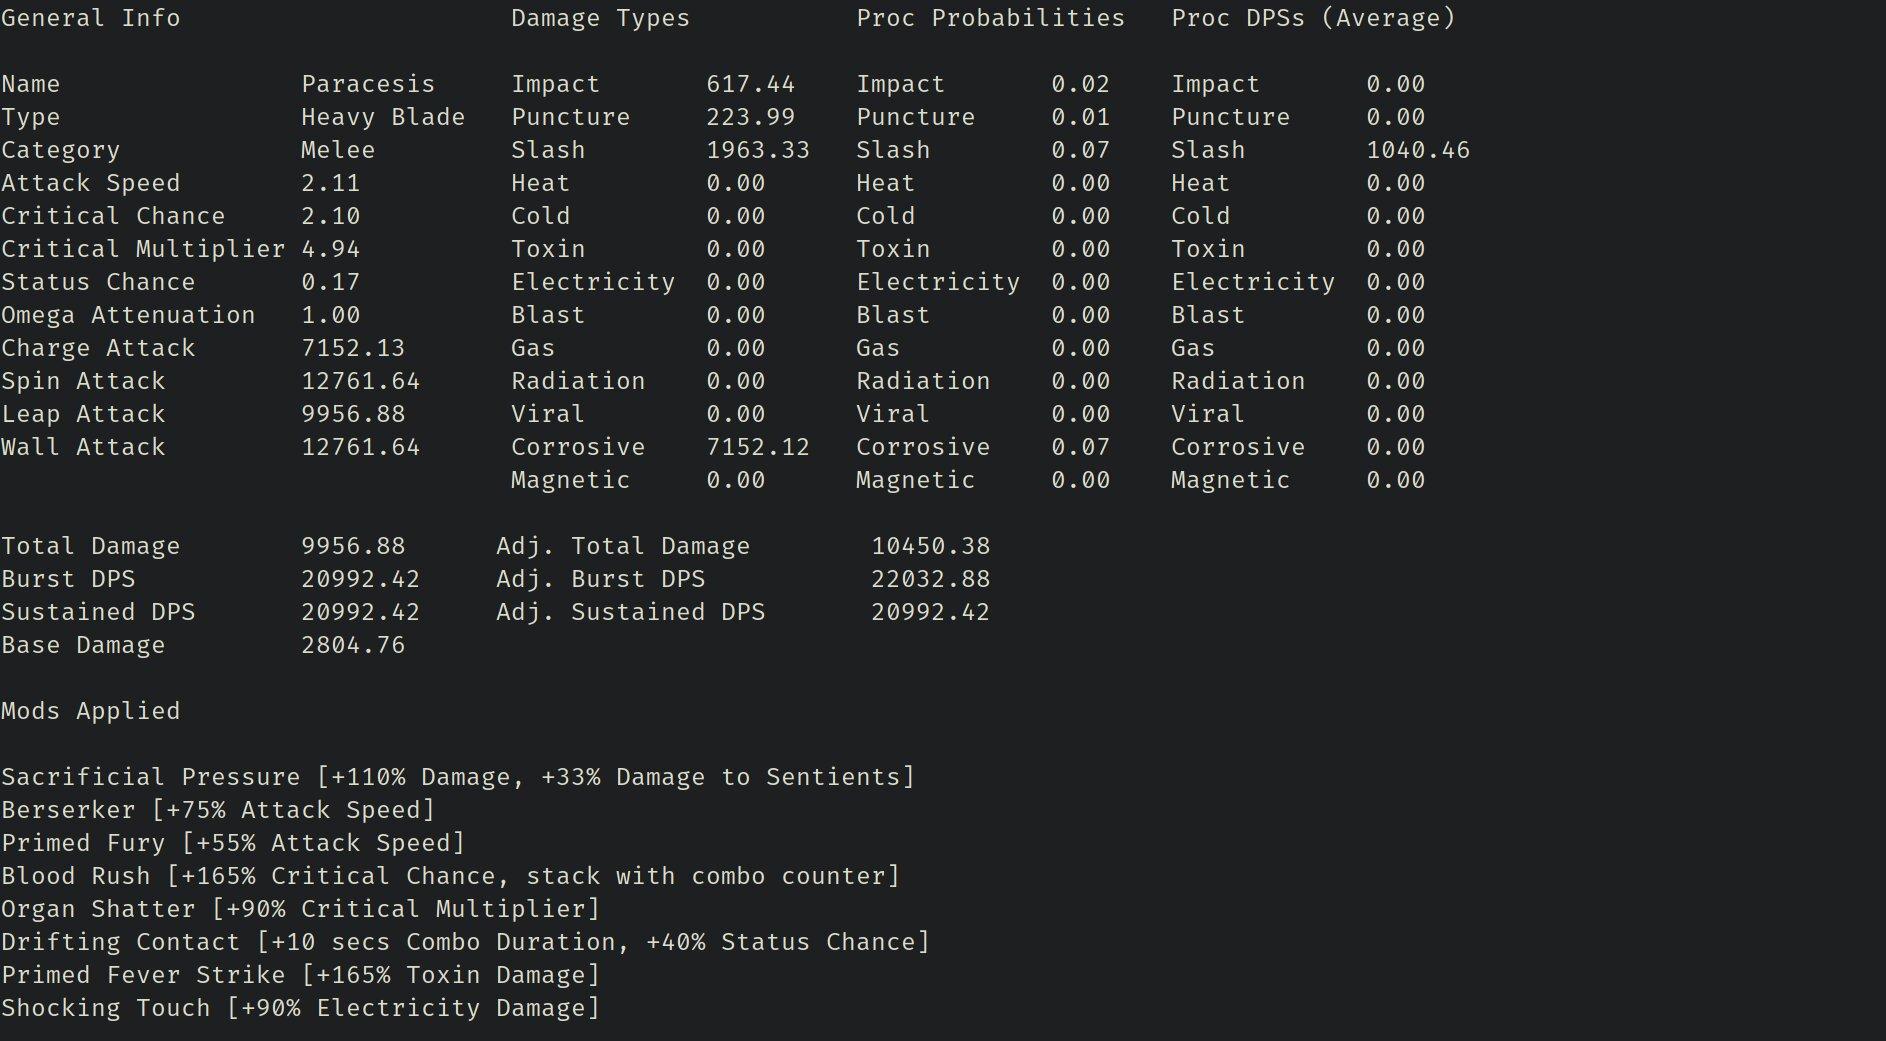 General Info Damage Types Proc Probabilities Proc DPSs (Average)
Name Paracesis Impact 617.44 Impact 0.02 Impact 0.00
Type Heavy Blade Puncture 223.99 Puncture 0.01 Puncture 0.00
Category Melee Slash 1963.33 Slash 0.07 Slash 1040.46
Attack Speed 2.11 Heat 0.00 Heat 0.00 Heat 0.00
Critical Chance 2.10 Cold 0.00 Cold 0.00 Cold 0.00
Critical Multiplier 4.94 Toxin 0.00 Toxin 0.00 Toxin 0.00
Status Chance 0.17 Electricity 0.00 Electricity 0.00 Electricity 0.00
Omega Attenuation 1.00 Blast 0.00 Blast 0.00 Blast 0.00
Charge Attack 7152.13 Gas 0.00 Gas 0.00 Gas 0.00
Spin Attack 12761.64 Radiation 0.00 Radiation 0.00 Radiation 0.00
Leap Attack 9956.88 Viral 0.00 Viral 0.00 Viral 0.00
Wall Attack 12761.64 Corrosive 7152.12 Corrosive 0.07 Corrosive 0.00
Magnetic 0.00 Magnetic 0.00 Magnetic 0.00
Total Damage 9956.88 Adj. Total Damage 10450.38
Burst DPS 20992.42 Adj. Burst DPS 22032.88
Sustained DPS 20992.42 Adj. Sustained DPS 20992.42
Base Damage 2804.76
Mods Applied
Sacrificial Pressure [+110% Damage, +33% Damage to Sentients]
Berserker [+75% Attack Speed]
Primed Fury [+55% Attack Speed]
Blood Rush [+165% Critical Chance, stack with combo counter]
Organ Shatter [+90% Critical Multiplier]
Drifting Contact [+10 secs Combo Duration, +40% Status Chance]
Primed Fever Strike [+165% Toxin Damage]
Shocking Touch [+90% Electricity Damage]